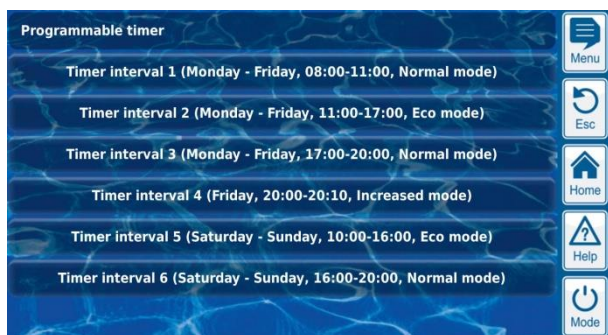 Programmable timer
Timer interval 1 (Monday - Friday, 08:00-11:00, Normal mode)
Timer interval 2 (Monday - Friday, 11:00-17:00, Eco mode)
Timer interval 3 (Monday - Friday, 17:00-20:00, Normal mode)
Timer interval 4 (Friday, 20:00-20:10, Increased mode)
Timer interval 5 (Saturday - Sunday, 10:00-16:00, Eco mode)
Timer interval 6 (Saturday - Sunday, 16:00-20:00, Normal mode)
Menu
Esc
Home
?
Help
Mode